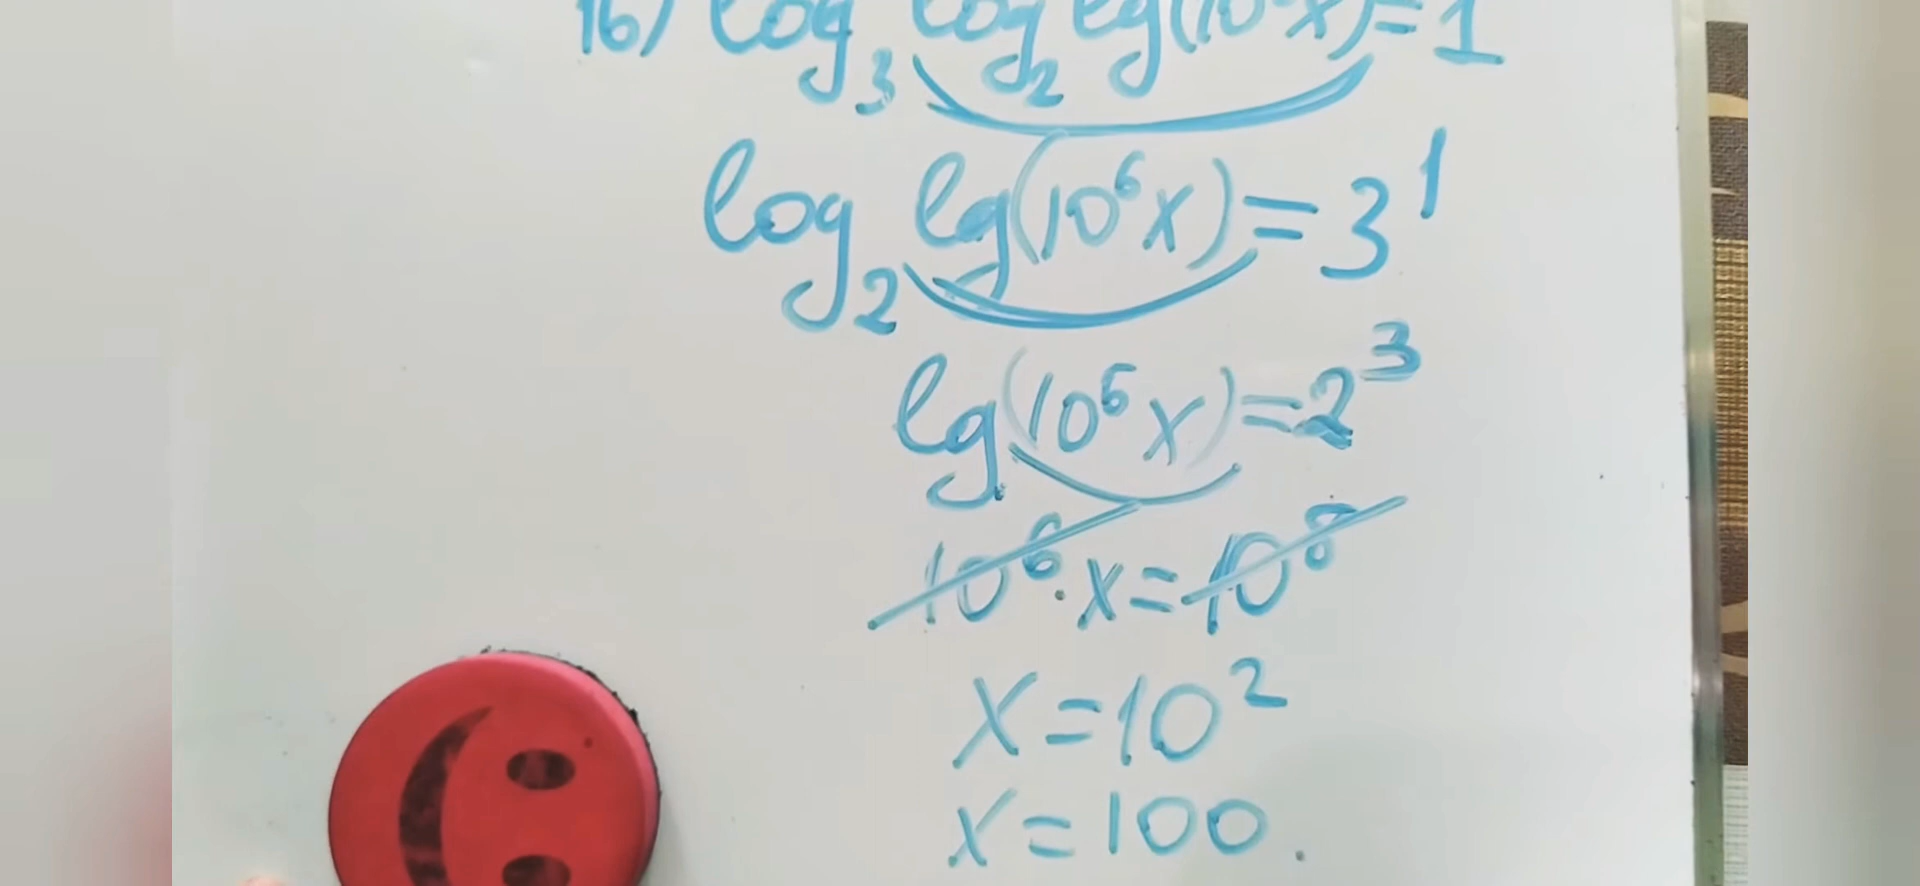 16) log₃ log₂ lg(10⁶x)=1
log₂ lg(10⁶x)=3¹
lg(10⁶x)=2³
10⁶·x=10⁸
x=10²
x=100.